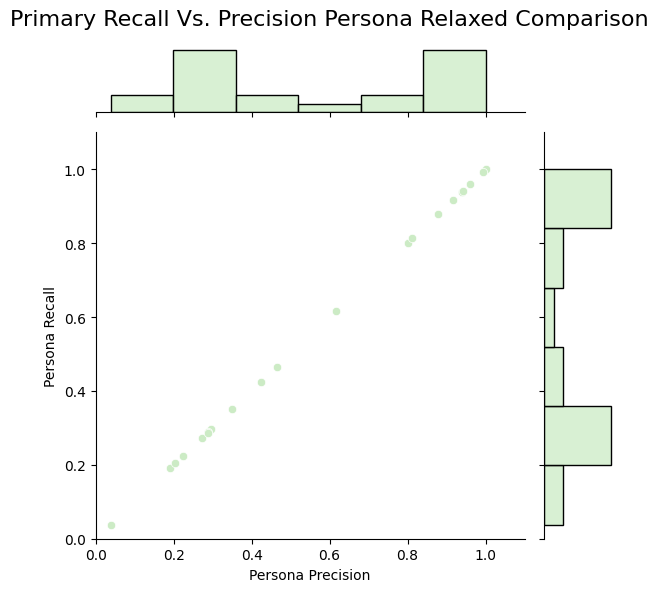 Primary Recall Vs. Precision Persona Relaxed Comparison
1.0
0.8
0.6
0.4
0.2
0.0
Persona Recall
0.0 0.2 0.4 0.6 0.8 1.0
Persona Precision